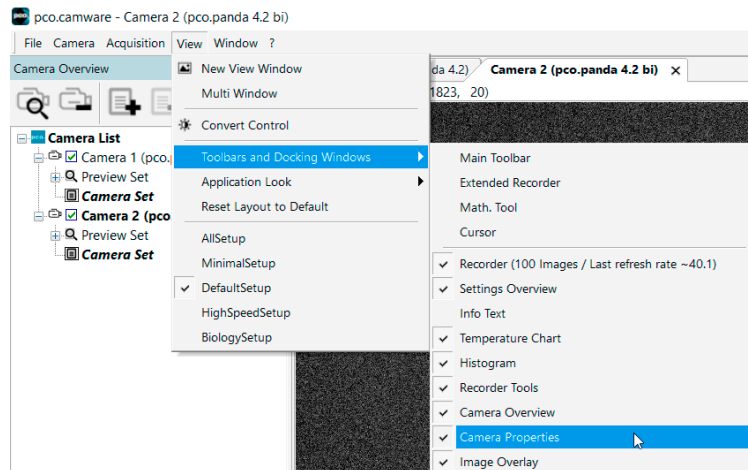 pco. pco.camware - Camera 2 (pco.panda 4.2 bi)
File Camera Acquisition View Window ?
Camera Overview
New View Window
Multi Window
Convert Control
Toolbars and Docking Windows
Application Look
Reset Layout to Default
AllSetup
MinimalSetup
DefaultSetup
HighSpeedSetup
BiologySetup
da 4.2) Camera 2 (pco.panda 4.2 bi) x
1823, 20)
pco. Camera List
Camera 1 (pco.
Preview Set
Camera Set
Camera 2 (pco
Preview Set
Camera Set
Main Toolbar
Extended Recorder
Math. Tool
Cursor
Recorder (100 Images / Last refresh rate ~40.1)
Settings Overview
Info Text
Temperature Chart
Histogram
Recorder Tools
Camera Overview
Camera Properties
Image Overlay